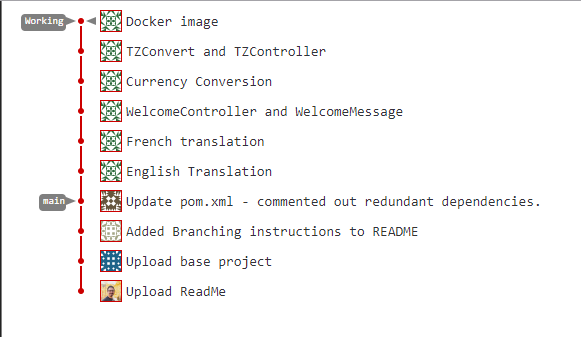 Working Docker image
TZConvert and TZController
Currency Conversion
WelcomeController and WelcomeMessage
French translation
English Translation
main Update pom.xml - commented out redundant dependencies.
Added Branching instructions to README
Upload base project
Upload ReadMe